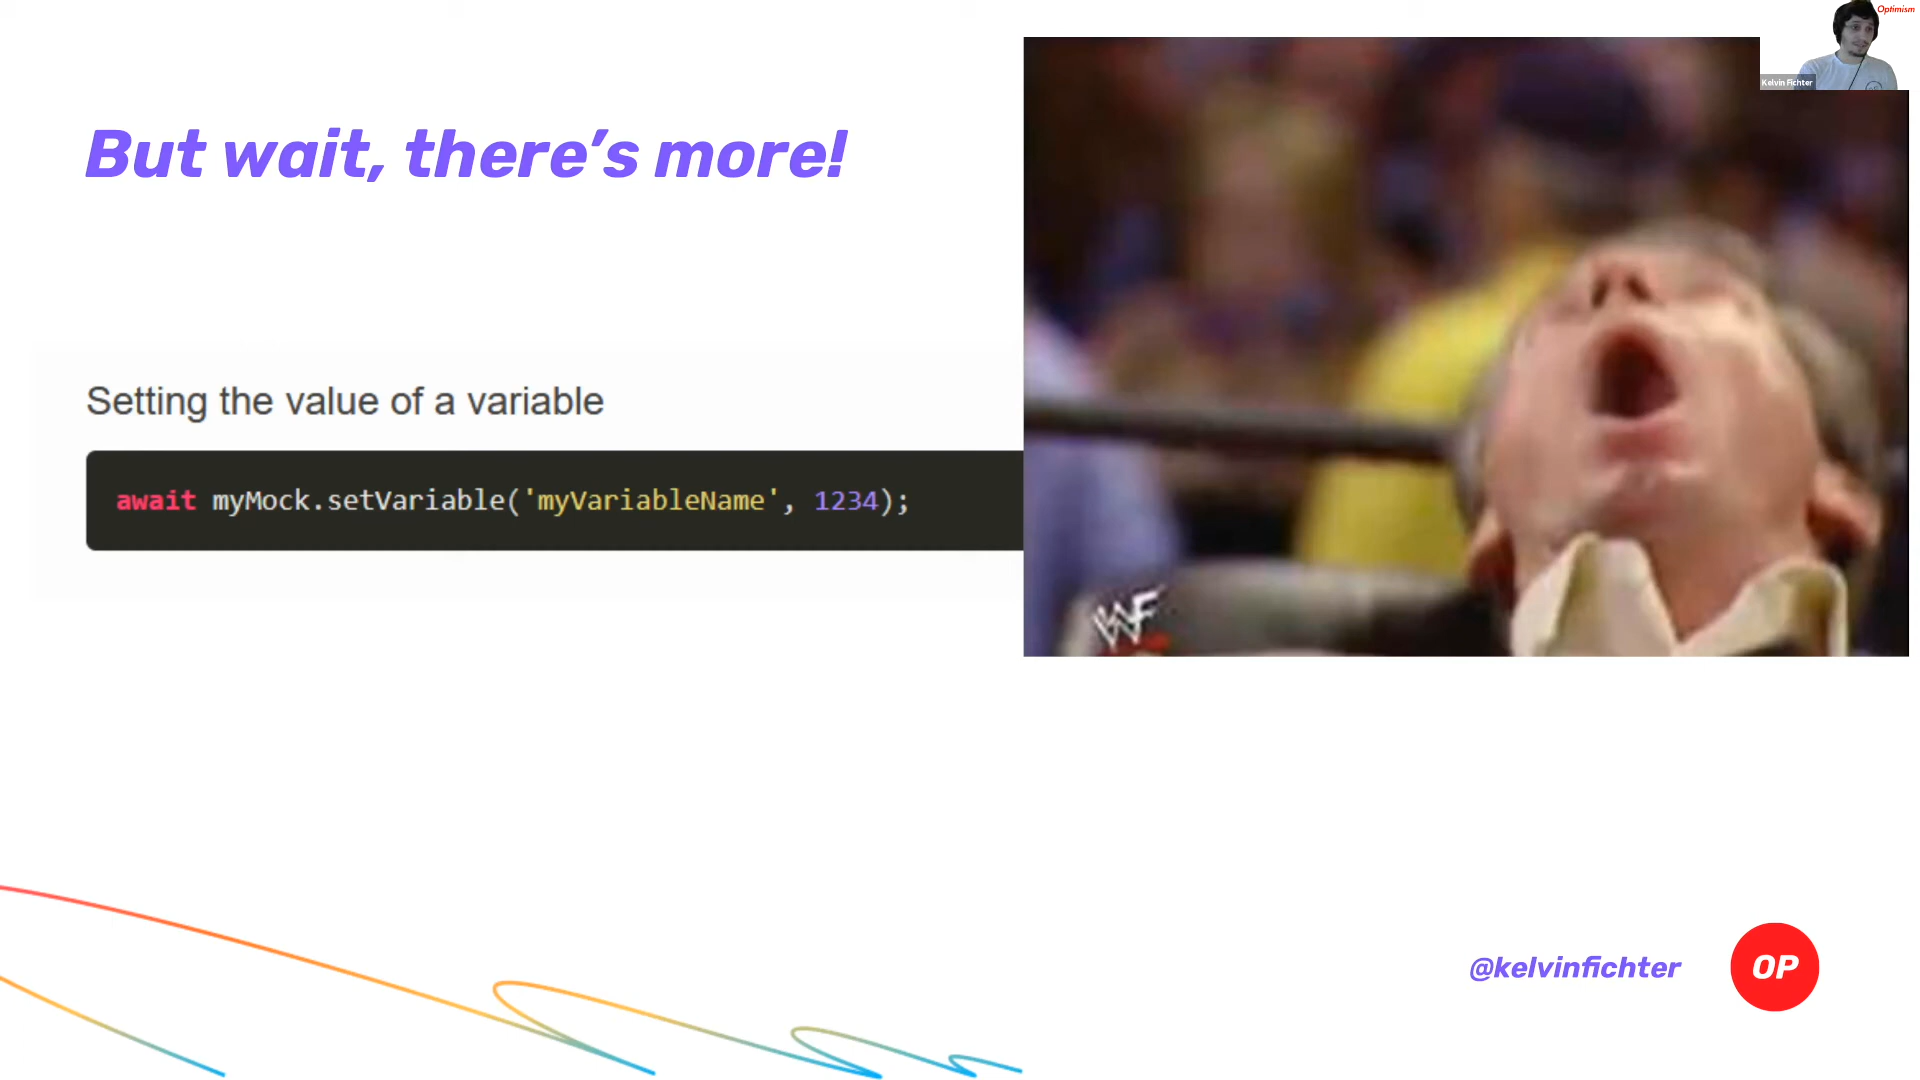 Optimism
Kelvin Fichter
But wait, there's more!
Setting the value of a variable
await myMock.setVariable('myVariableName', 1234);
WF
@kelvinfichter
OP